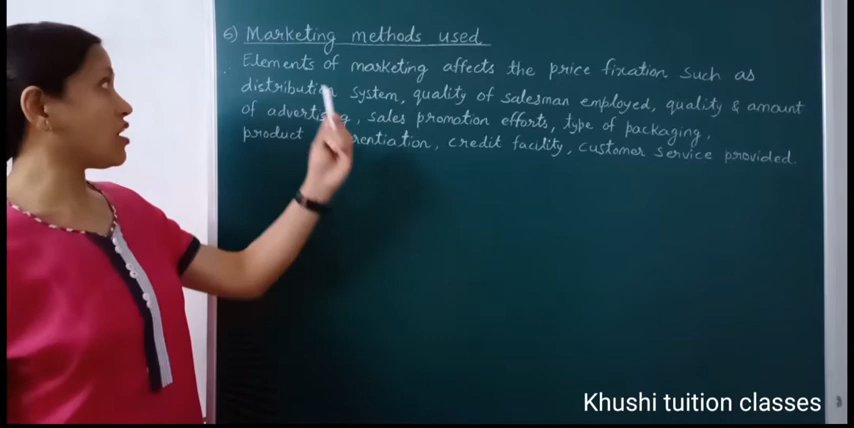 6) Marketing methods used
Elements of marketing affects the price fixation such as
distribution system, quality of salesman employed, quality & amount
of advertising, sales promotion efforts, type of packaging,
product rentiation, credit facility, customer service provided.
Khushi tuition classes